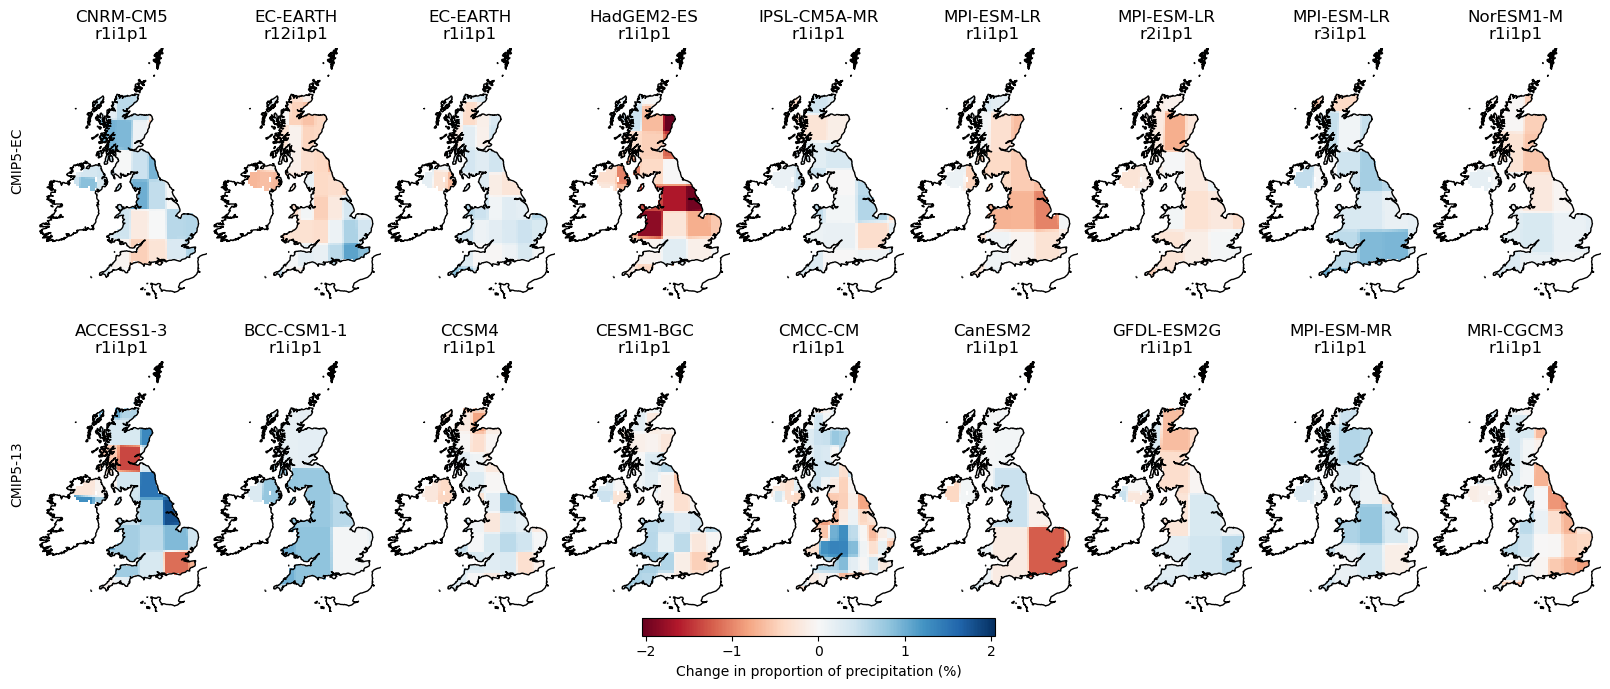 CNRM-CM5 EC-EARTH EC-EARTH HadGEM2-ES IPSL-CM5A-MR MPI-ESM-LR MPI-ESM-LR MPI-ESM-LR NorESM1-M
r1i1p1 r12i1p1 r1i1p1 r1i1p1 r1i1p1 r1i1p1 r2i1p1 r3i1p1 r1i1p1
CMIP5-EC
ACCESS1-3 BCC-CSM1-1 CCSM4 CESM1-BGC CMCC-CM CanESM2 GFDL-ESM2G MPI-ESM-MR MRI-CGCM3
r1i1p1 r1i1p1 r1i1p1 r1i1p1 r1i1p1 r1i1p1 r1i1p1 r1i1p1 r1i1p1
CMIP5-13
−2 −1 0 1 2
Change in proportion of precipitation (%)